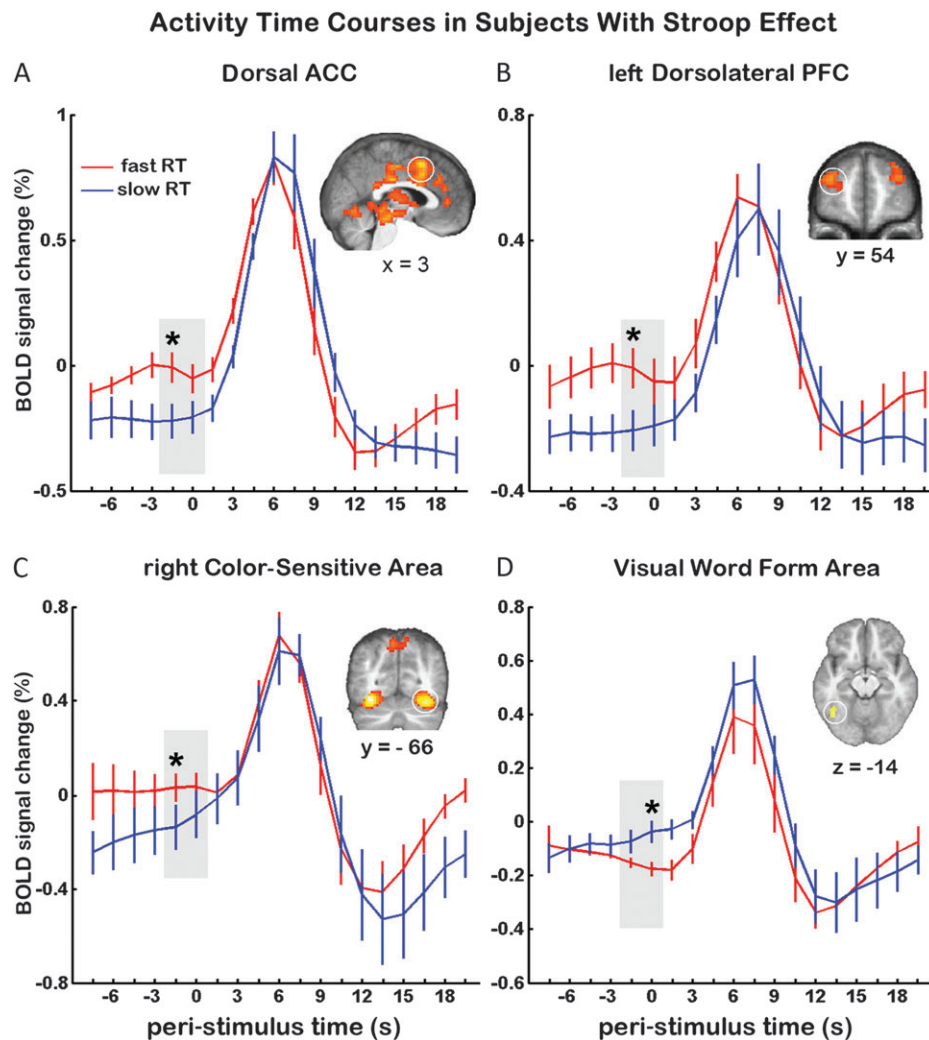 Activity Time Courses in Subjects With Stroop Effect
A
Dorsal ACC
BOLD signal change (%)
1
0.5
0
-0.5
fast RT
slow RT
*
x = 3
-6 -3 0 3 6 9 12 15 18
B
left Dorsolateral PFC
BOLD signal change (%)
0.8
0.4
0
-0.4
*
y = 54
-6 -3 0 3 6 9 12 15 18
C
right Color-Sensitive Area
BOLD signal change (%)
0.8
0.4
0
-0.4
-0.8
*
y = - 66
-6 -3 0 3 6 9 12 15 18
peri-stimulus time (s)
D
Visual Word Form Area
0.8
0.6
0.4
0.2
0
-0.2
-0.4
-0.6
*
z = -14
-6 -3 0 3 6 9 12 15 18
peri-stimulus time (s)